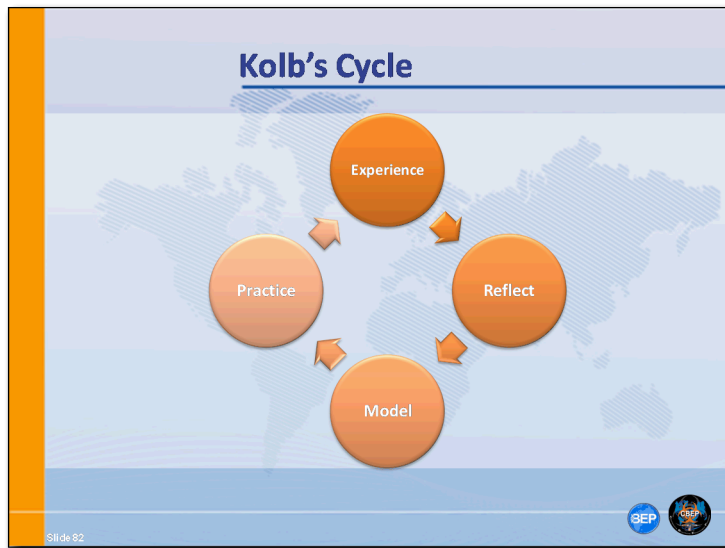 Kolb's Cycle
Experience
Reflect
Model
Practice
BEP
CBEP
Slide 82